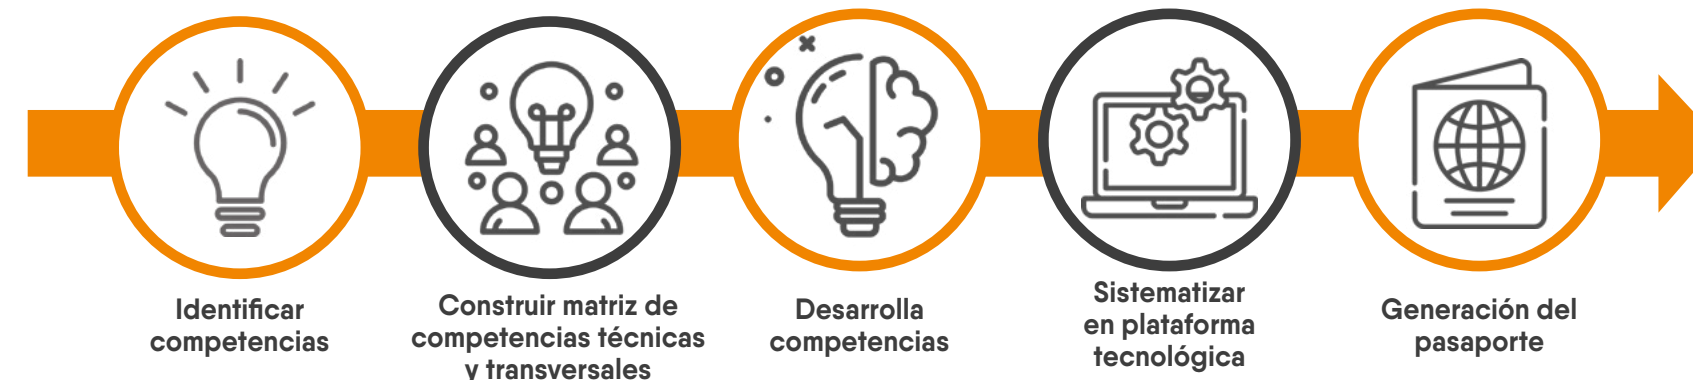 Identificar
competencias
Construir matriz de
competencias técnicas
y transversales
Desarrolla
competencias
Sistematizar
en plataforma
tecnológica
Generación del
pasaporte